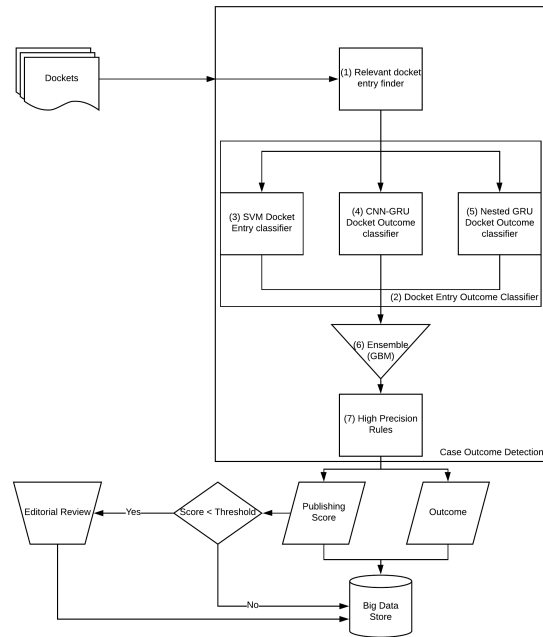 Dockets
(1) Relevant docket
entry finder
(3) SVM Docket
Entry classifier
(4) CNN-GRU
Docket Outcome
classifier
(5) Nested GRU
Docket Outcome
classifier
(2) Docket Entry Outcome Classifier
(6) Ensemble
(GBM)
(7) High Precision
Rules
Case Outcome Detection
Editorial Review
Yes
Score < Threshold
Publishing
Score
Outcome
No
Big Data
Store